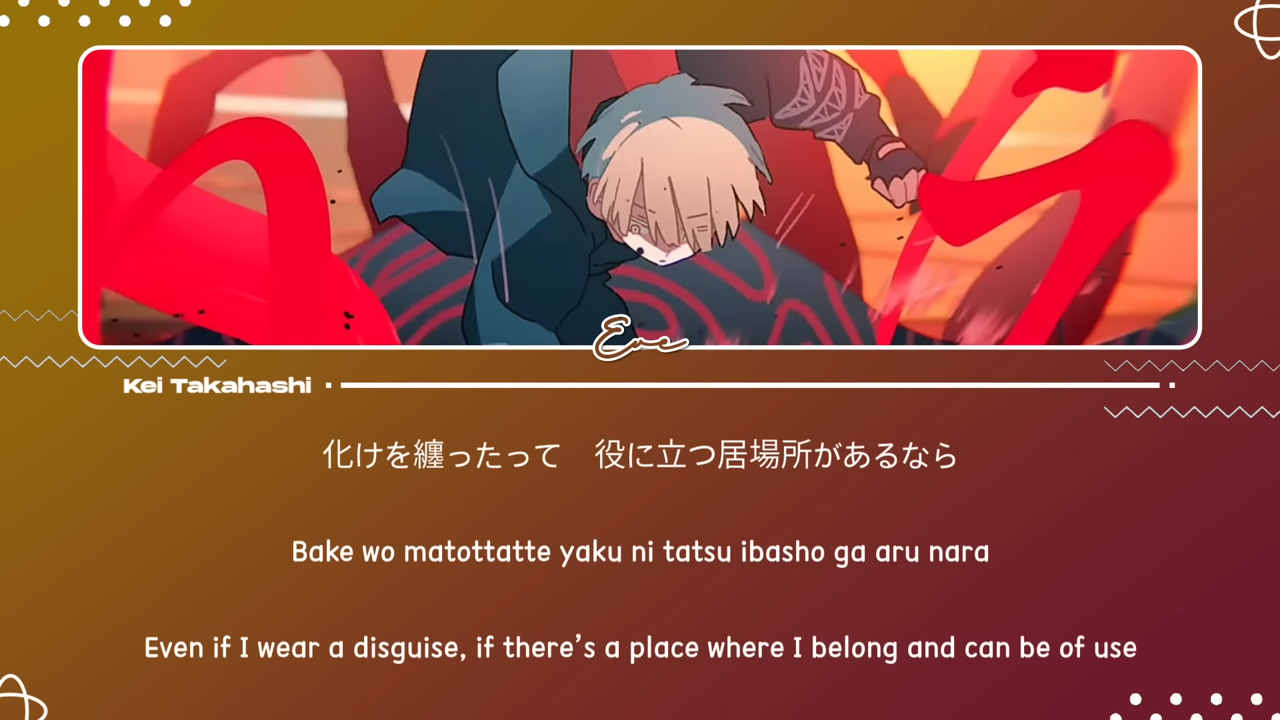 Eve
Kei Takahashi
化けを纏ったって　役に立つ居場所があるなら
Bake wo matottatte yaku ni tatsu ibasho ga aru nara
Even if I wear a disguise, if there's a place where I belong and can be of use